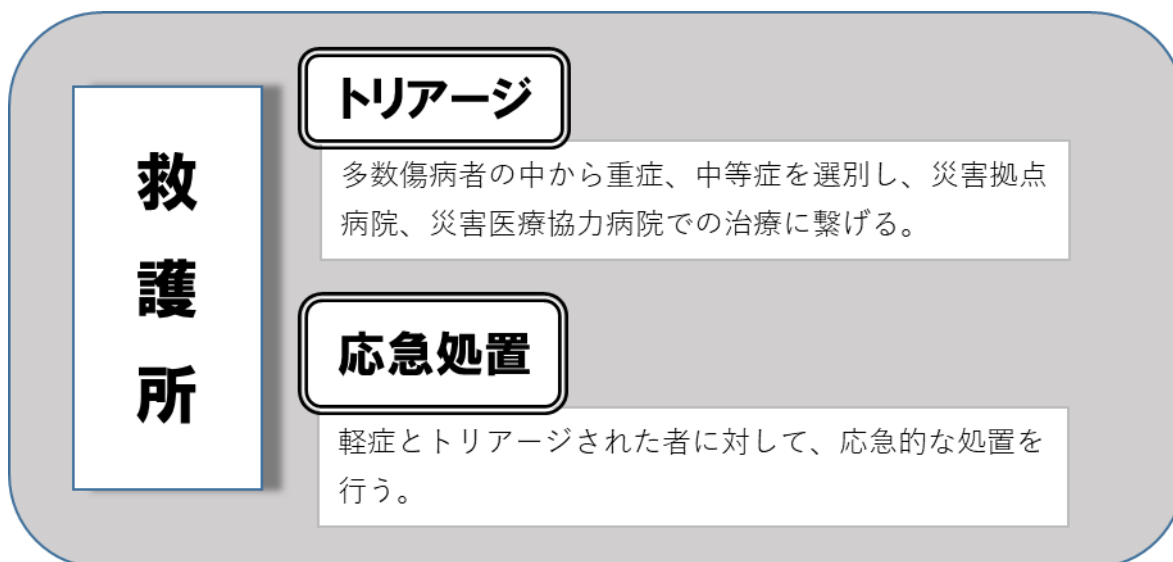 救護所
トリアージ
多数傷病者の中から重症、中等症を選別し、災害拠点
病院、災害医療協力病院での治療に繋げる。
応急処置
軽症とトリアージされた者に対して、応急的な処置を
行う。